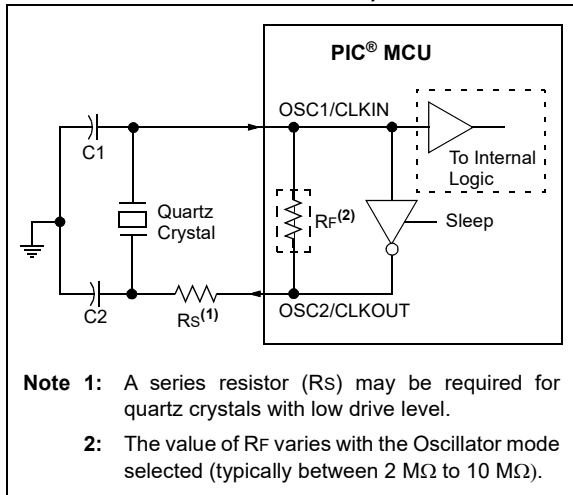 PIC® MCU
OSC1/CLKIN
C1
To Internal
Logic
Quartz
Crystal
RF(2)
Sleep
C2
RS(1)
OSC2/CLKOUT
Note 1: A series resistor (RS) may be required for
quartz crystals with low drive level.
2: The value of RF varies with the Oscillator mode
selected (typically between 2 MΩ to 10 MΩ).